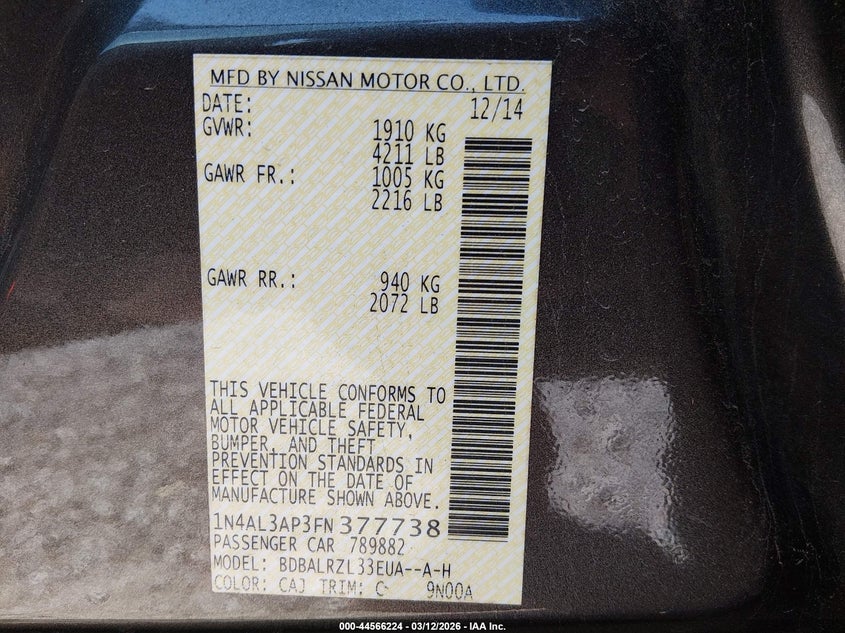 MFD BY NISSAN MOTOR CO., LTD.
DATE: 12/14
GVWR: 1910 KG
4211 LB
GAWR FR.: 1005 KG
2216 LB
GAWR RR.: 940 KG
2072 LB
THIS VEHICLE CONFORMS TO
ALL APPLICABLE FEDERAL
MOTOR VEHICLE SAFETY,
BUMPER, AND THEFT
PREVENTION STANDARDS IN
EFFECT ON THE DATE OF
MANUFACTURE SHOWN ABOVE.
1N4AL3AP3FN377738
PASSENGER CAR 789882
MODEL: BDBALRZL33EUA--A-H
COLOR: CAJ TRIM: C 9N00A
000-44566224 - 03/12/2026 - IAA Inc.